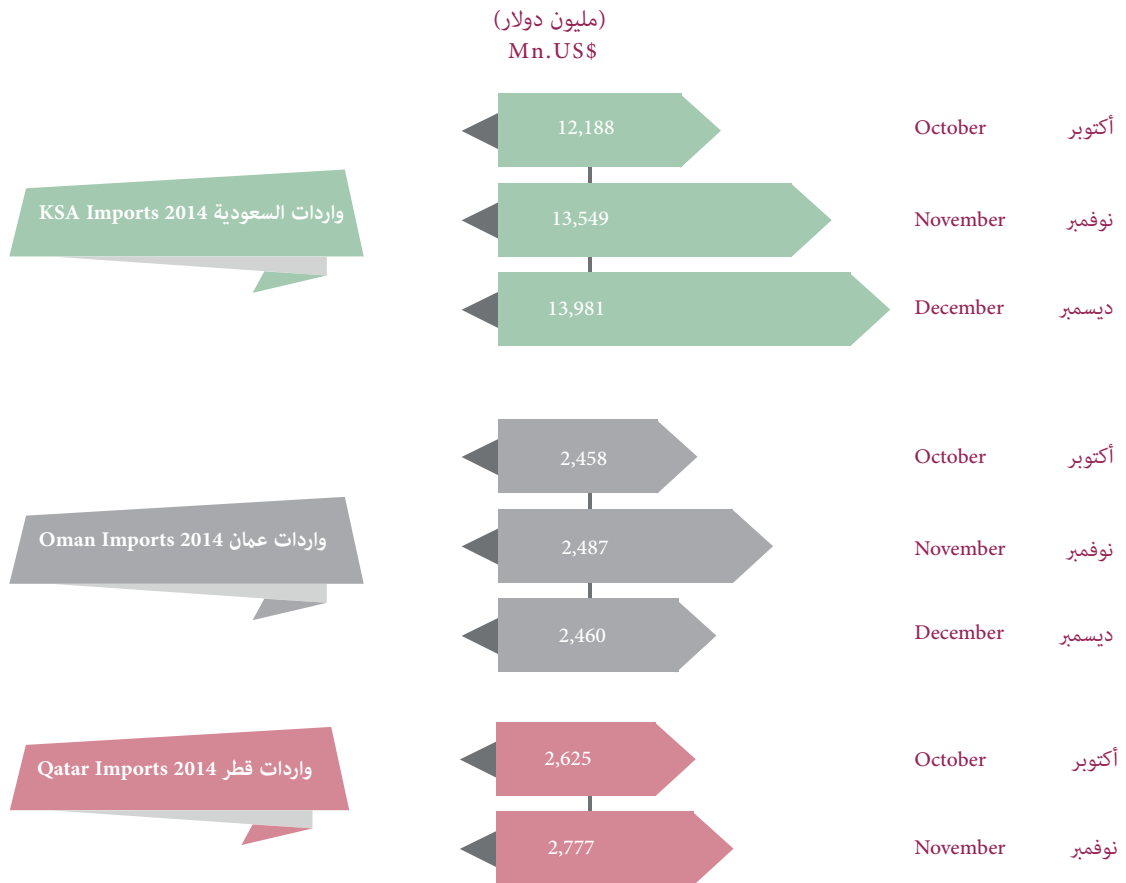 (مليون دولار)
Mn.US$
12,188 October أكتوبر
KSA Imports 2014 واردات السعودية
13,549 November نوفمبر
13,981 December ديسمبر
2,458 October أكتوبر
Oman Imports 2014 واردات عمان
2,487 November نوفمبر
2,460 December ديسمبر
2,625 October أكتوبر
Qatar Imports 2014 واردات قطر
2,777 November نوفمبر